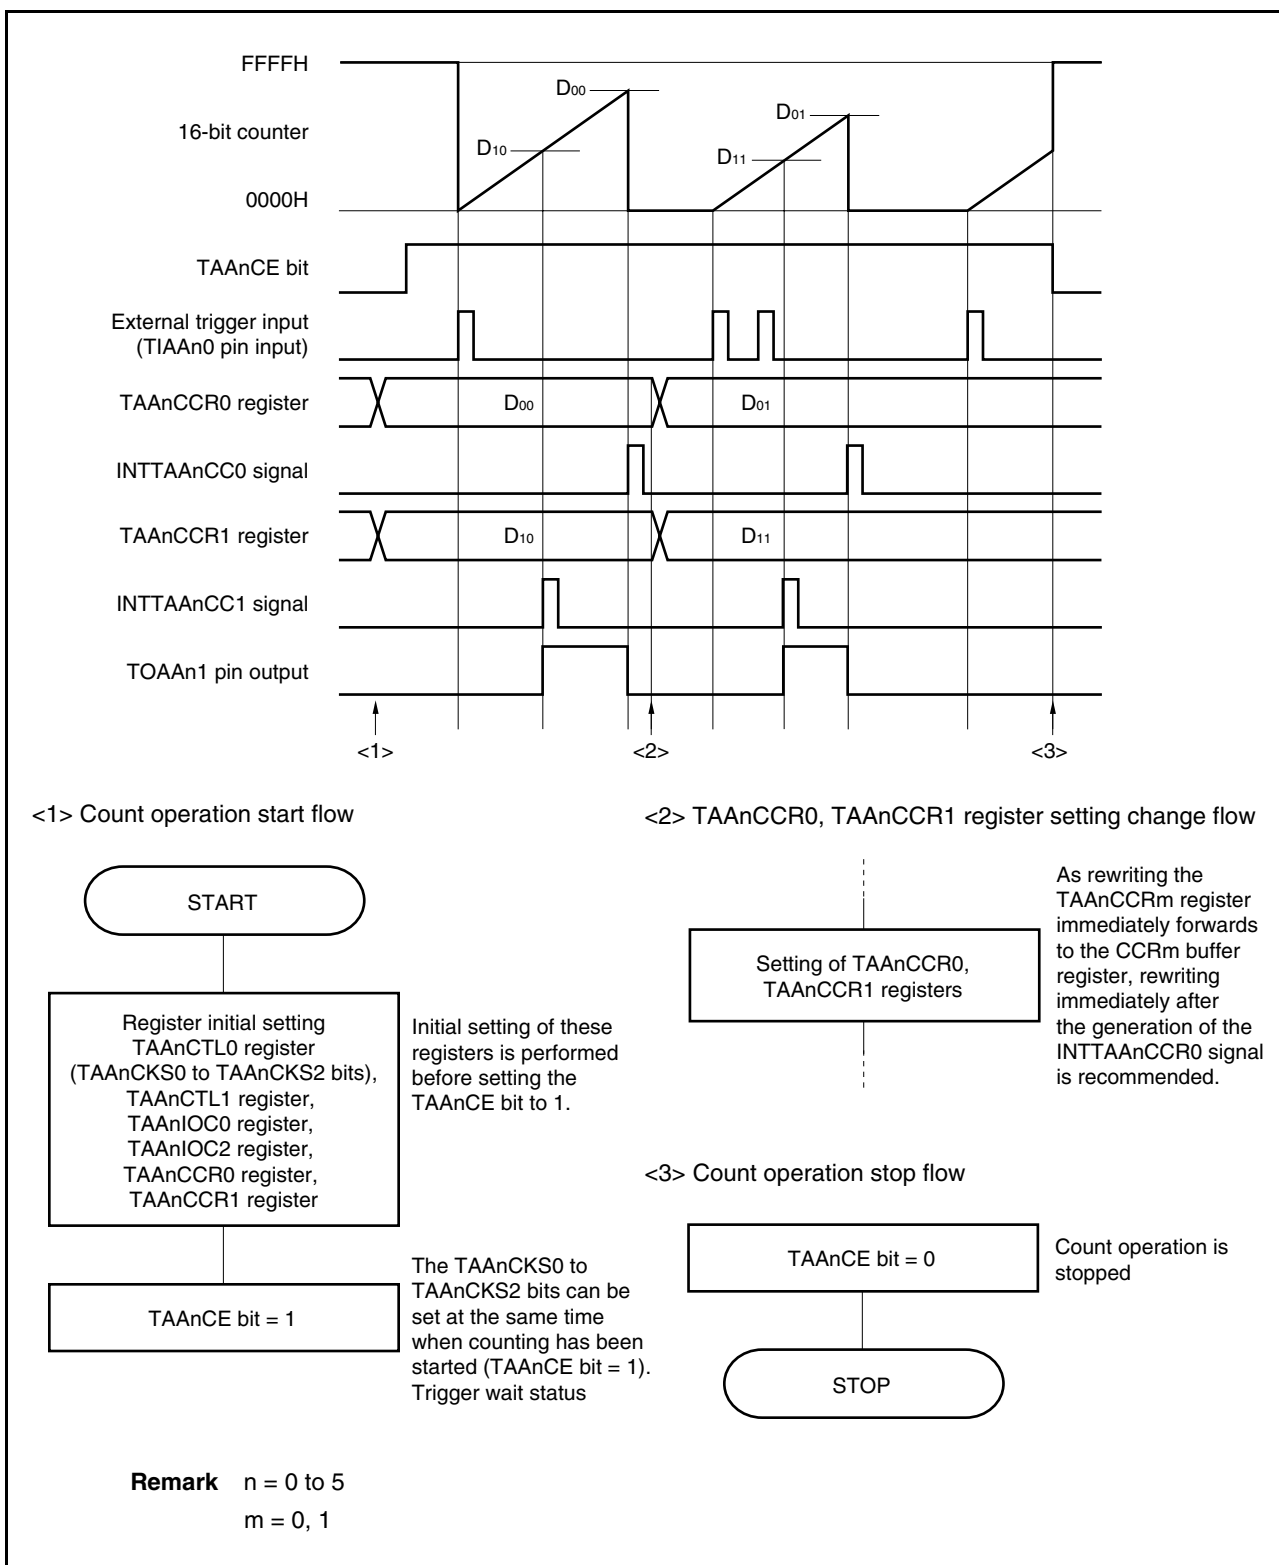 FFFFH
D00
D01
16-bit counter
D10
D11
0000H
TAAnCE bit
External trigger input
(TIAAn0 pin input)
TAAnCCR0 register
D00
D01
INTTAAnCC0 signal
TAAnCCR1 register
D10
D11
INTTAAnCC1 signal
TOAAn1 pin output
<1>
<2>
<3>
<1> Count operation start flow
START
Register initial setting
TAAnCTL0 register
(TAAnCKS0 to TAAnCKS2 bits),
TAAnCTL1 register,
TAAnIOC0 register,
TAAnIOC2 register,
TAAnCCR0 register,
TAAnCCR1 register
Initial setting of these
registers is performed
before setting the
TAAnCE bit to 1.
TAAnCE bit = 1
The TAAnCKS0 to
TAAnCKS2 bits can be
set at the same time
when counting has been
started (TAAnCE bit = 1).
Trigger wait status
<2> TAAnCCR0, TAAnCCR1 register setting change flow
Setting of TAAnCCR0,
TAAnCCR1 registers
As rewriting the
TAAnCCRm register
immediately forwards
to the CCRm buffer
register, rewriting
immediately after
the generation of the
INTTAAnCCR0 signal
is recommended.
<3> Count operation stop flow
TAAnCE bit = 0
Count operation is
stopped
STOP
Remark n = 0 to 5
m = 0, 1